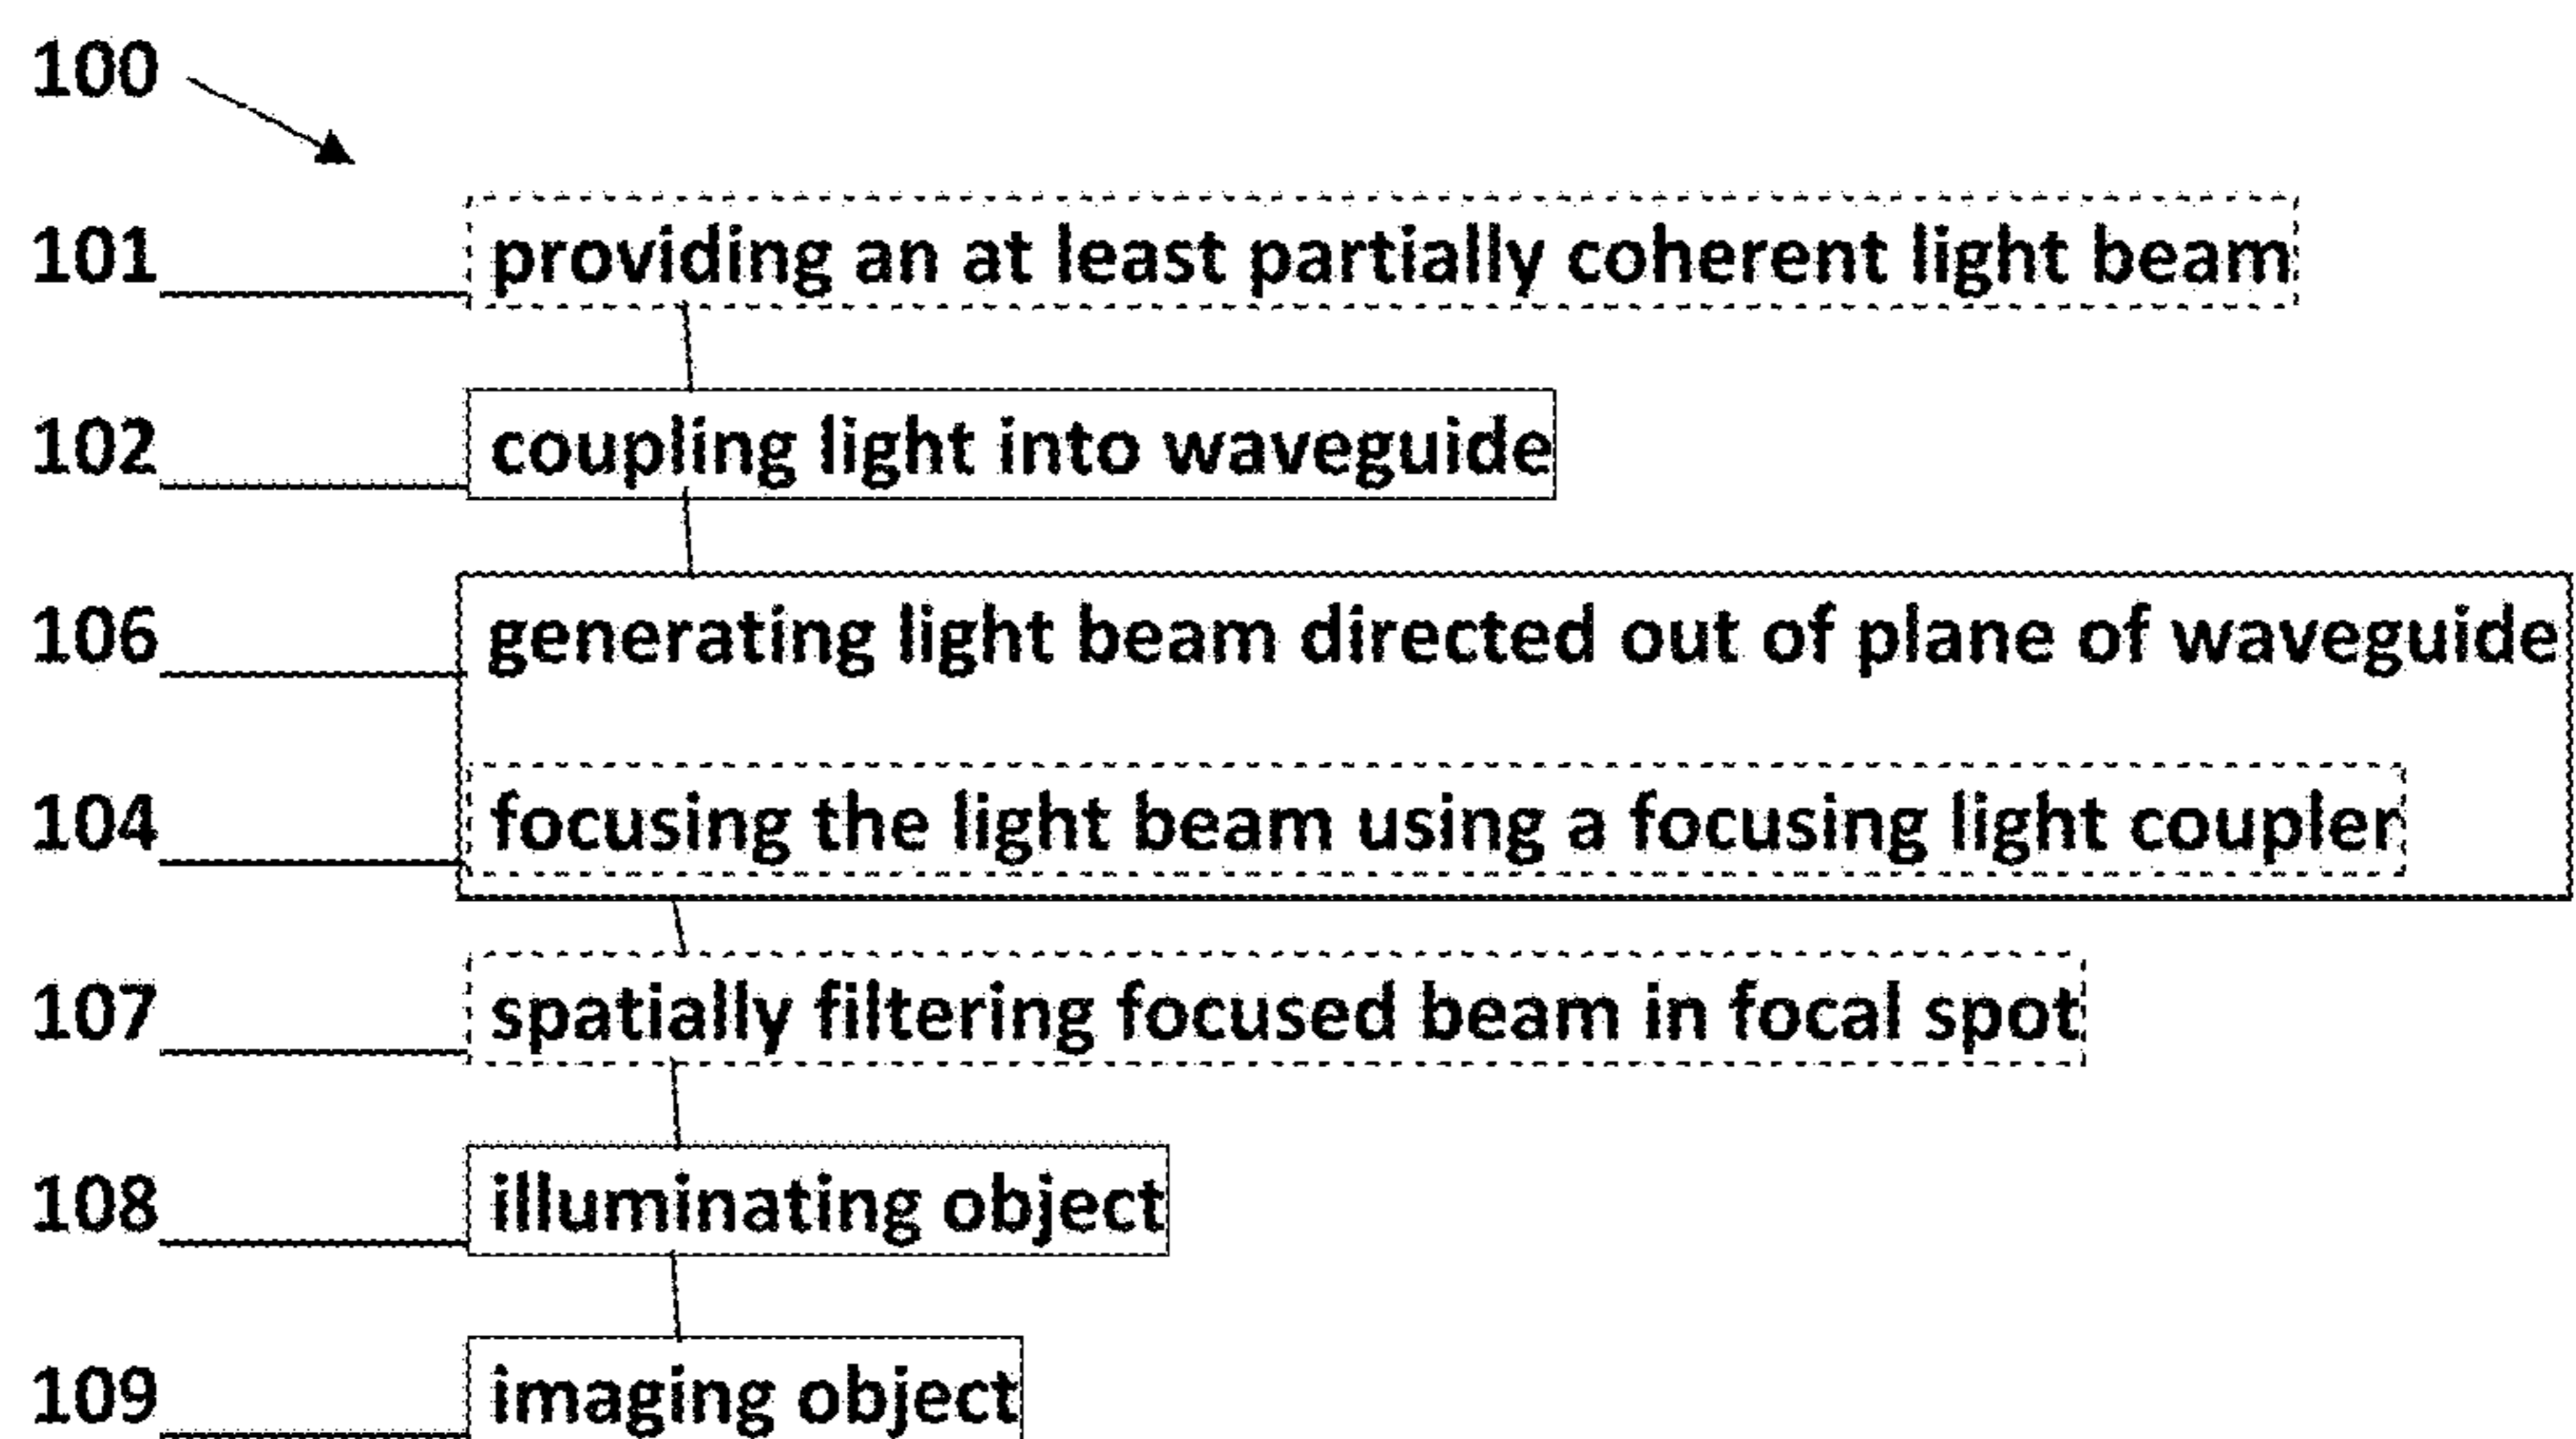 100
101 providing an at least partially coherent light beam
102 coupling light into waveguide
106 generating light beam directed out of plane of waveguide
104 focusing the light beam using a focusing light coupler
107 spatially filtering focused beam in focal spot
108 illuminating object
109 imaging object